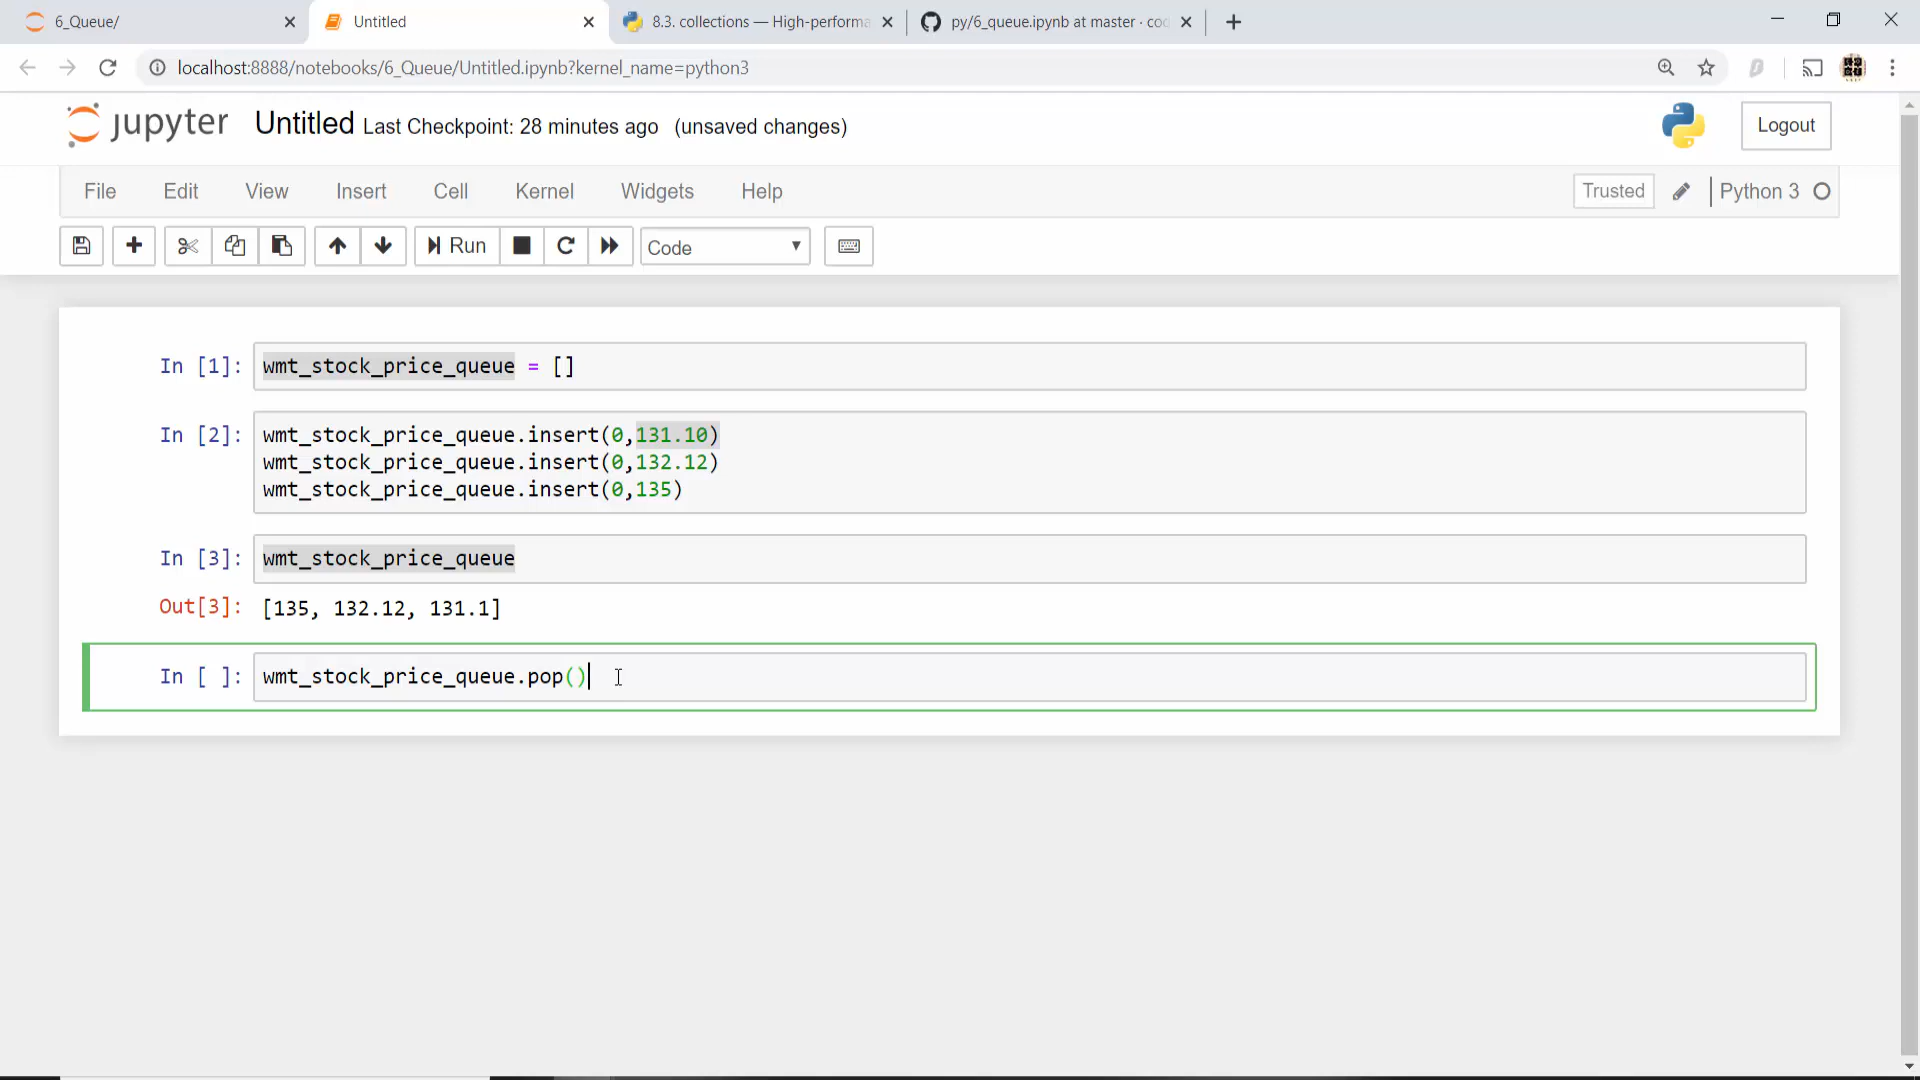 6_Queue/
Untitled
8.3. collections — High-performa
py/6_queue.ipynb at master · coc
localhost:8888/notebooks/6_Queue/Untitled.ipynb?kernel_name=python3
jupyter Untitled Last Checkpoint: 28 minutes ago (unsaved changes)
Logout
File Edit View Insert Cell Kernel Widgets Help
Trusted Python 3
Run Code
In [1]: wmt_stock_price_queue = []
In [2]: wmt_stock_price_queue.insert(0,131.10)
wmt_stock_price_queue.insert(0,132.12)
wmt_stock_price_queue.insert(0,135)
In [3]: wmt_stock_price_queue
Out[3]: [135, 132.12, 131.1]
In [ ]: wmt_stock_price_queue.pop()